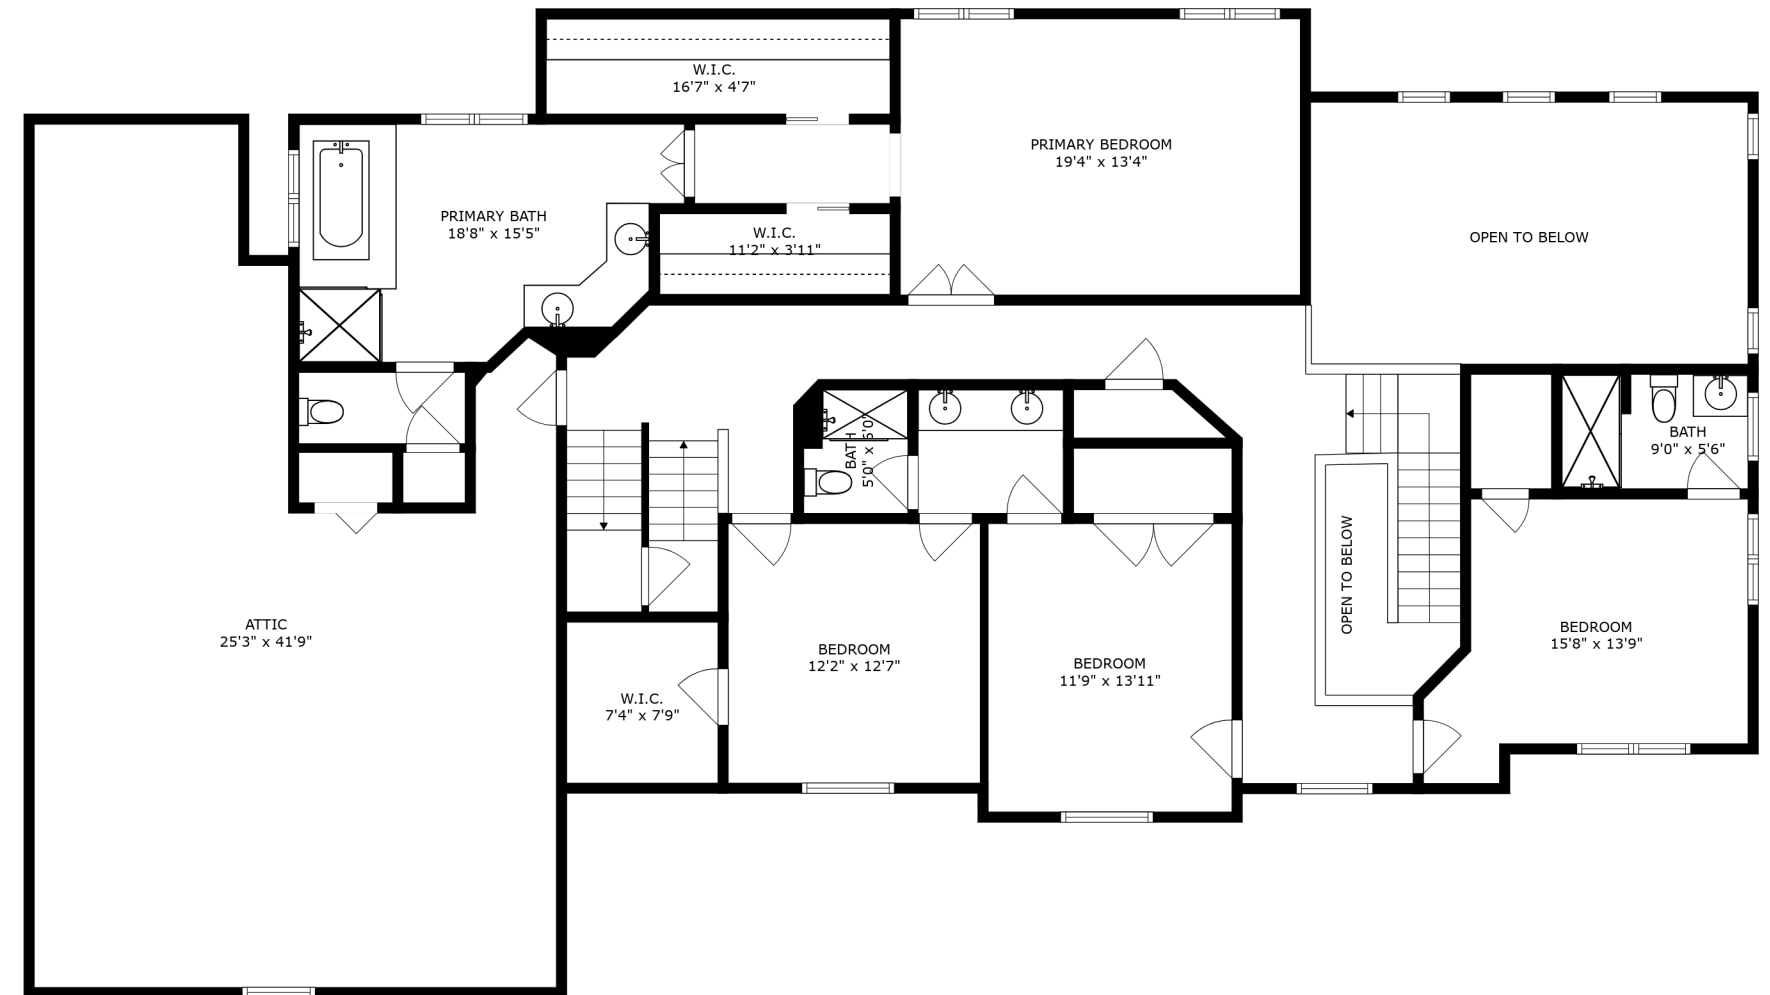 W.I.C.
16'7" x 4'7"
PRIMARY BEDROOM
19'4" x 13'4"
PRIMARY BATH
18'8" x 15'5"
W.I.C.
11'2" x 3'11"
OPEN TO BELOW
BATH
5'0" x 6'0"
BATH
9'0" x 5'6"
OPEN TO BELOW
ATTIC
25'3" x 41'9"
BEDROOM
12'2" x 12'7"
BEDROOM
11'9" x 13'11"
BEDROOM
15'8" x 13'9"
W.I.C.
7'4" x 7'9"